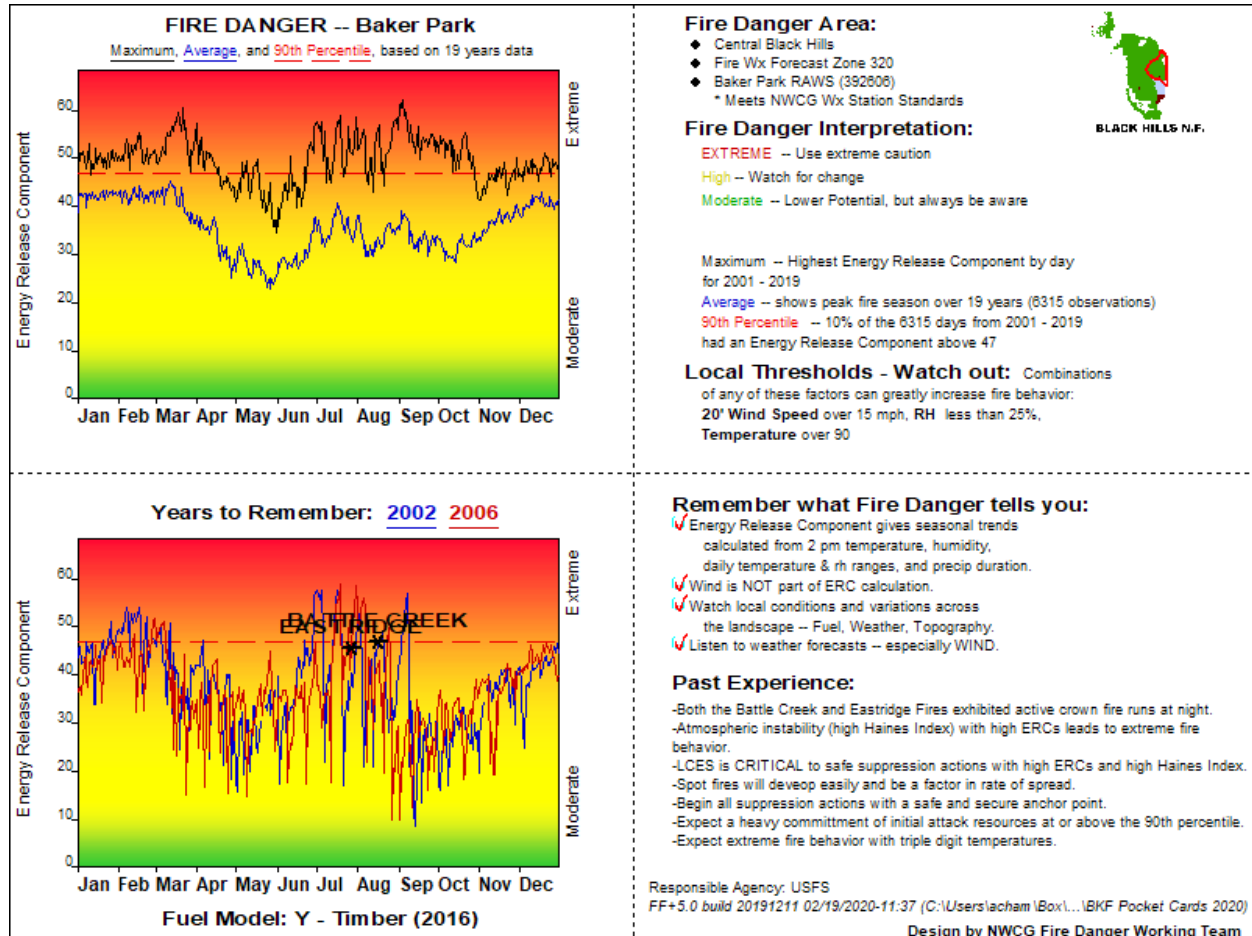 FIRE DANGER -- Baker Park
Maximum, Average, and 90th Percentile, based on 19 years data
Energy Release Component
60
50
40
30
20
10
0
Extreme
Moderate
Jan Feb Mar Apr May Jun Jul Aug Sep Oct Nov Dec
Fire Danger Area:
◆ Central Black Hills
◆ Fire Wx Forecast Zone 320
◆ Baker Park RAWS (392606)
* Meets NWCG Wx Station Standards
BLACK HILLS N.F.
Fire Danger Interpretation:
EXTREME -- Use extreme caution
High -- Watch for change
Moderate -- Lower Potential, but always be aware
Maximum -- Highest Energy Release Component by day
for 2001 - 2019
Average -- shows peak fire season over 19 years (6315 observations)
90th Percentile -- 10% of the 6315 days from 2001 - 2019
had an Energy Release Component above 47
Local Thresholds - Watch out: Combinations
of any of these factors can greatly increase fire behavior:
20' Wind Speed over 15 mph, RH less than 25%,
Temperature over 90
Years to Remember: 2002 2006
Energy Release Component
60
50
40
30
20
10
0
BATTLE CREEK
EAST RIDGE
Extreme
Moderate
Jan Feb Mar Apr May Jun Jul Aug Sep Oct Nov Dec
Fuel Model: Y - Timber (2016)
Remember what Fire Danger tells you:
Energy Release Component gives seasonal trends
calculated from 2 pm temperature, humidity,
daily temperature & rh ranges, and precip duration.
Wind is NOT part of ERC calculation.
Watch local conditions and variations across
the landscape -- Fuel, Weather, Topography.
Listen to weather forecasts -- especially WIND.
Past Experience:
-Both the Battle Creek and Eastridge Fires exhibited active crown fire runs at night.
-Atmospheric instability (high Haines Index) with high ERCs leads to extreme fire
behavior.
-LCES is CRITICAL to safe suppression actions with high ERCs and high Haines Index.
-Spot fires will deveop easily and be a factor in rate of spread.
-Begin all suppression actions with a safe and secure anchor point.
-Expect a heavy committment of initial attack resources at or above the 90th percentile.
-Expect extreme fire behavior with triple digit temperatures.
Responsible Agency: USFS
FF+5.0 build 20191211 02/19/2020-11:37 (C:\Users\acham\Box\...\BKF Pocket Cards 2020)
Design by NWCG Fire Danger Working Team